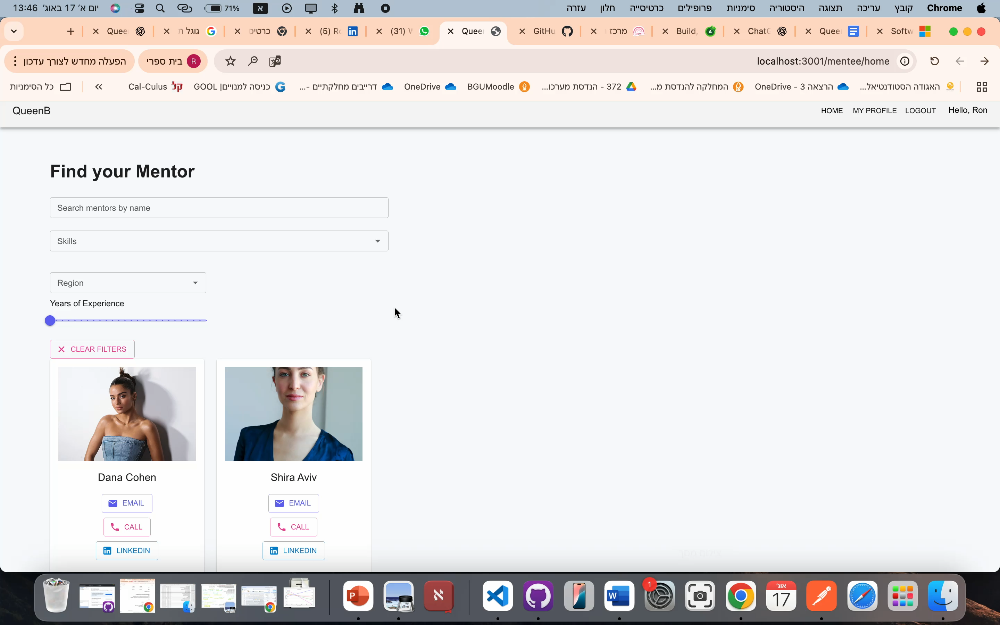 Chrome קובץ עריכה תצוגה היסטוריה סימניות פרופילים כרטיסייה חלון עזרה
א 71% יום א׳ 17 באוג׳ 13:46
Softw
Quee
ChatG
Build,
מרכז
GitHu
Queer
(31)
(5)
כרטיס
גוגל
Quee
localhost:3001/mentee/home
R בית ספרי
הפעלה מחדש לצורך עדכון
האגודה הסטודנטיאל...
הרצאה 3 - OneDrive
המחלקה להנדסת מ...
372 - הנדסת מערכו...
BGUMoodle
OneDrive
דרייבים מחלקתיים -...
כניסה למנויים| GOOL
קל Cal-Culus
כל הסימניות
QueenB
HOME MY PROFILE LOGOUT Hello, Ron
Find your Mentor
Search mentors by name
Skills
Region
Years of Experience
CLEAR FILTERS
Dana Cohen
Shira Aviv
EMAIL
EMAIL
CALL
CALL
LINKEDIN
LINKEDIN
P
א
W
1
אוג׳
17